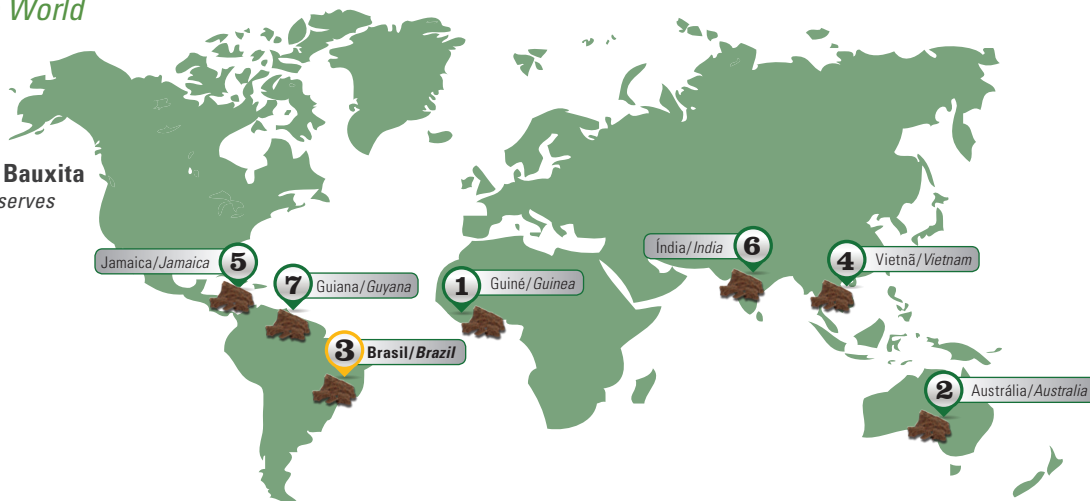 World
Bauxita
serves
Jamaica/Jamaica 5
7 Guiana/Guyana
1 Guiné/Guinea
3 Brasil/Brazil
Índia/India 6
4 Vietnã/Vietnam
2 Austrália/Australia